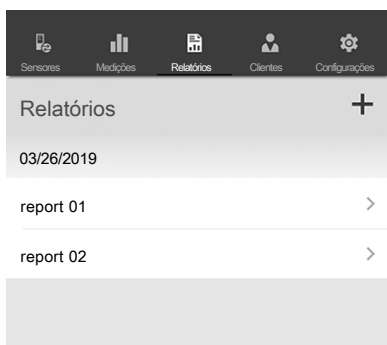 Sensores Medições Relatórios Clientes Configurações
Relatórios
03/26/2019
report 01
report 02